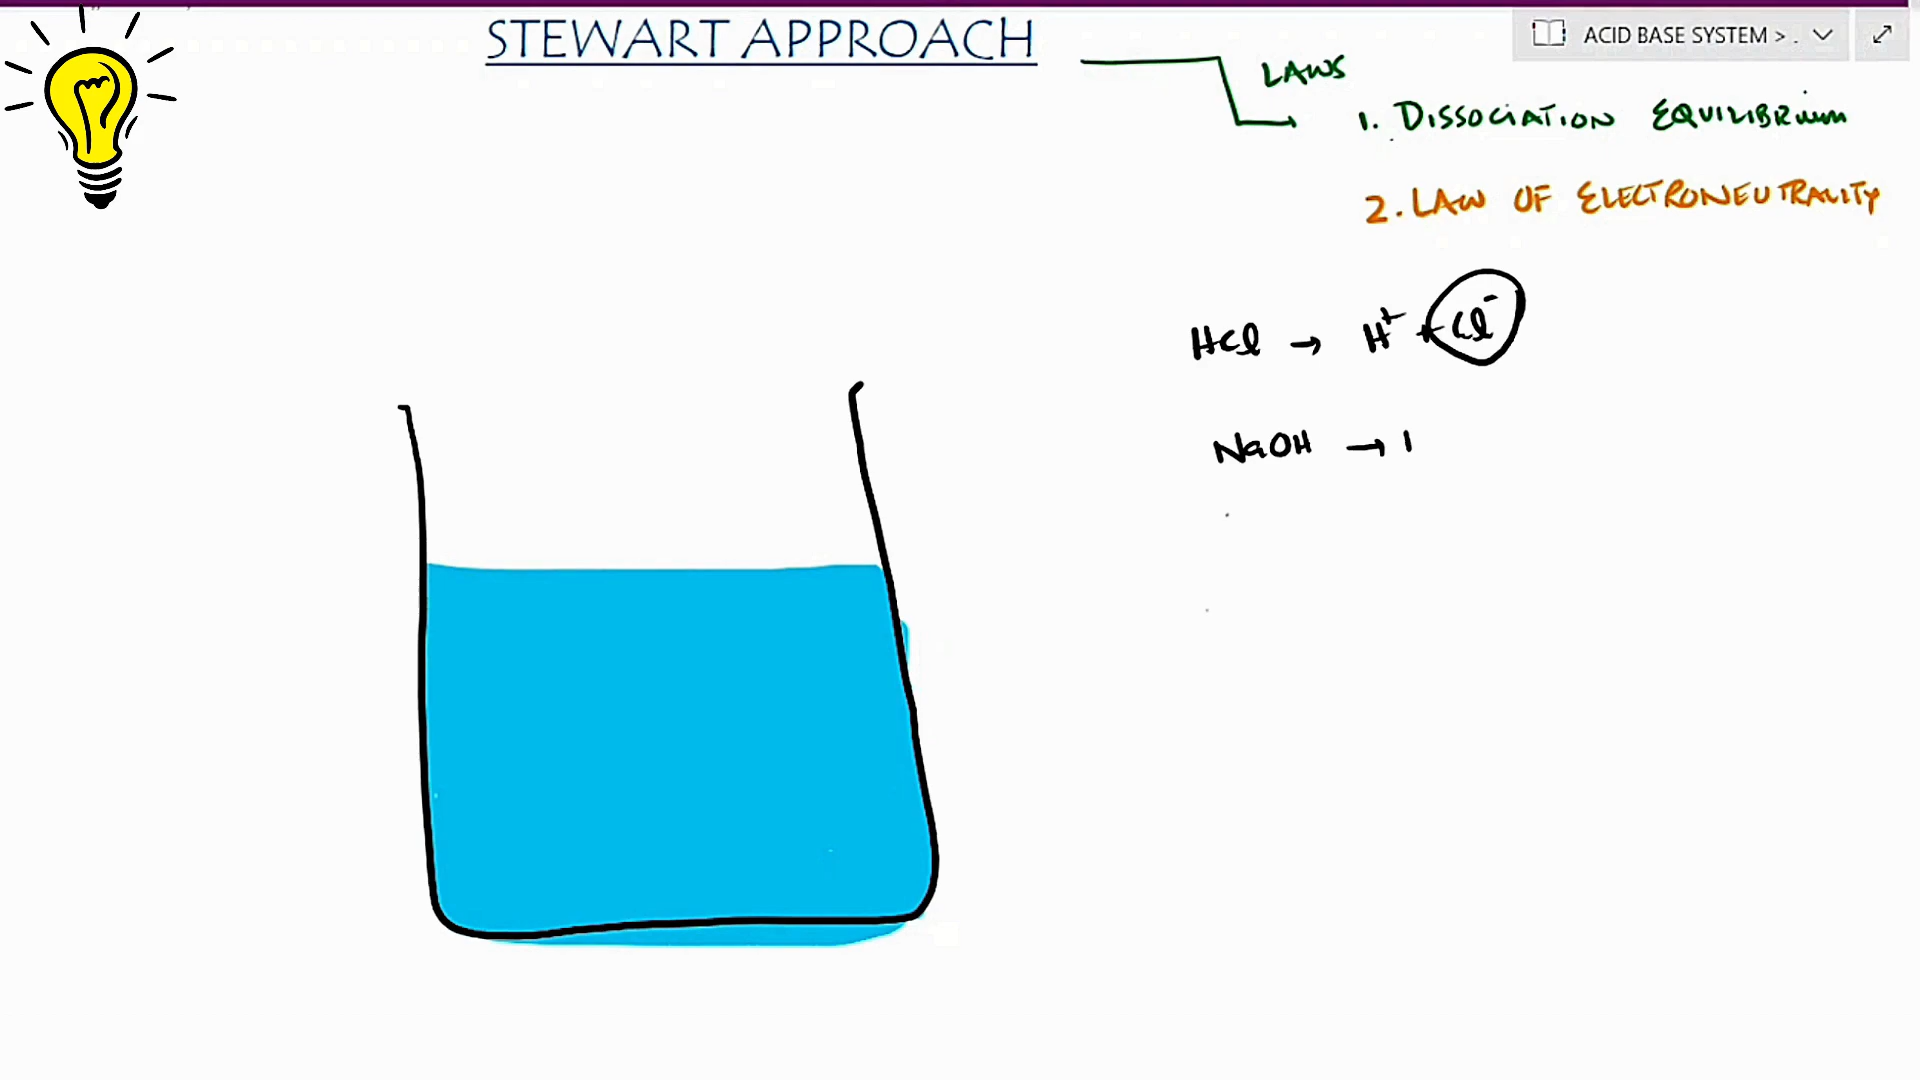 STEWART APPROACH
ACID BASE SYSTEM > .
LAWS
1. DISSOCIATION EQUILIBRIUM
2. LAW OF ELECTRONEUTRALITY
HCl → H⁺ + Cl⁻
NaOH → I